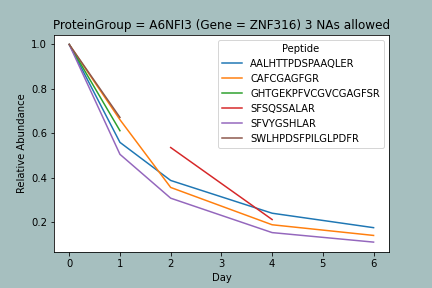 ProteinGroup = A6NFI3 (Gene = ZNF316) 3 NAs allowed
Peptide
AALHTTPDSPAAQLER
CAFCGAGFGR
GHTGEKPFVCGVCGAGFSR
SFSQSSALAR
SFVYGSHLAR
SWLHPDSFPILGLPDFR
Relative Abundance
1.0
0.8
0.6
0.4
0.2
0 1 2 3 4 5 6
Day